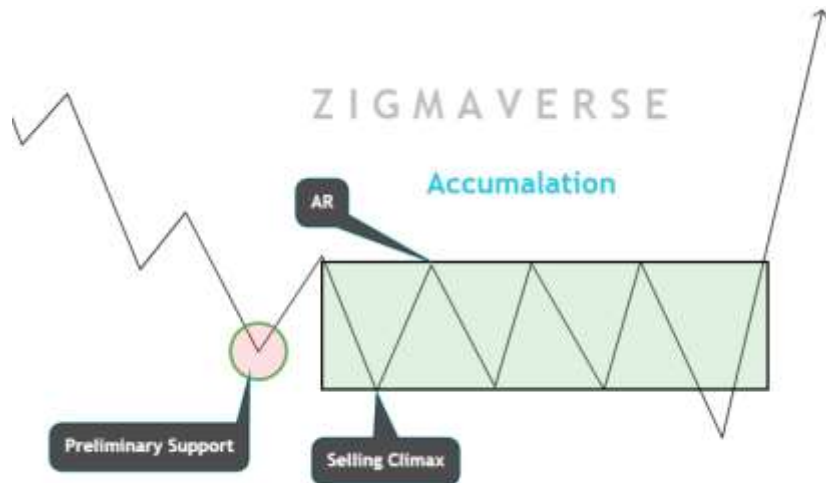 ZIGMAVERSE
Accumalation
AR
Preliminary Support
Selling Climax